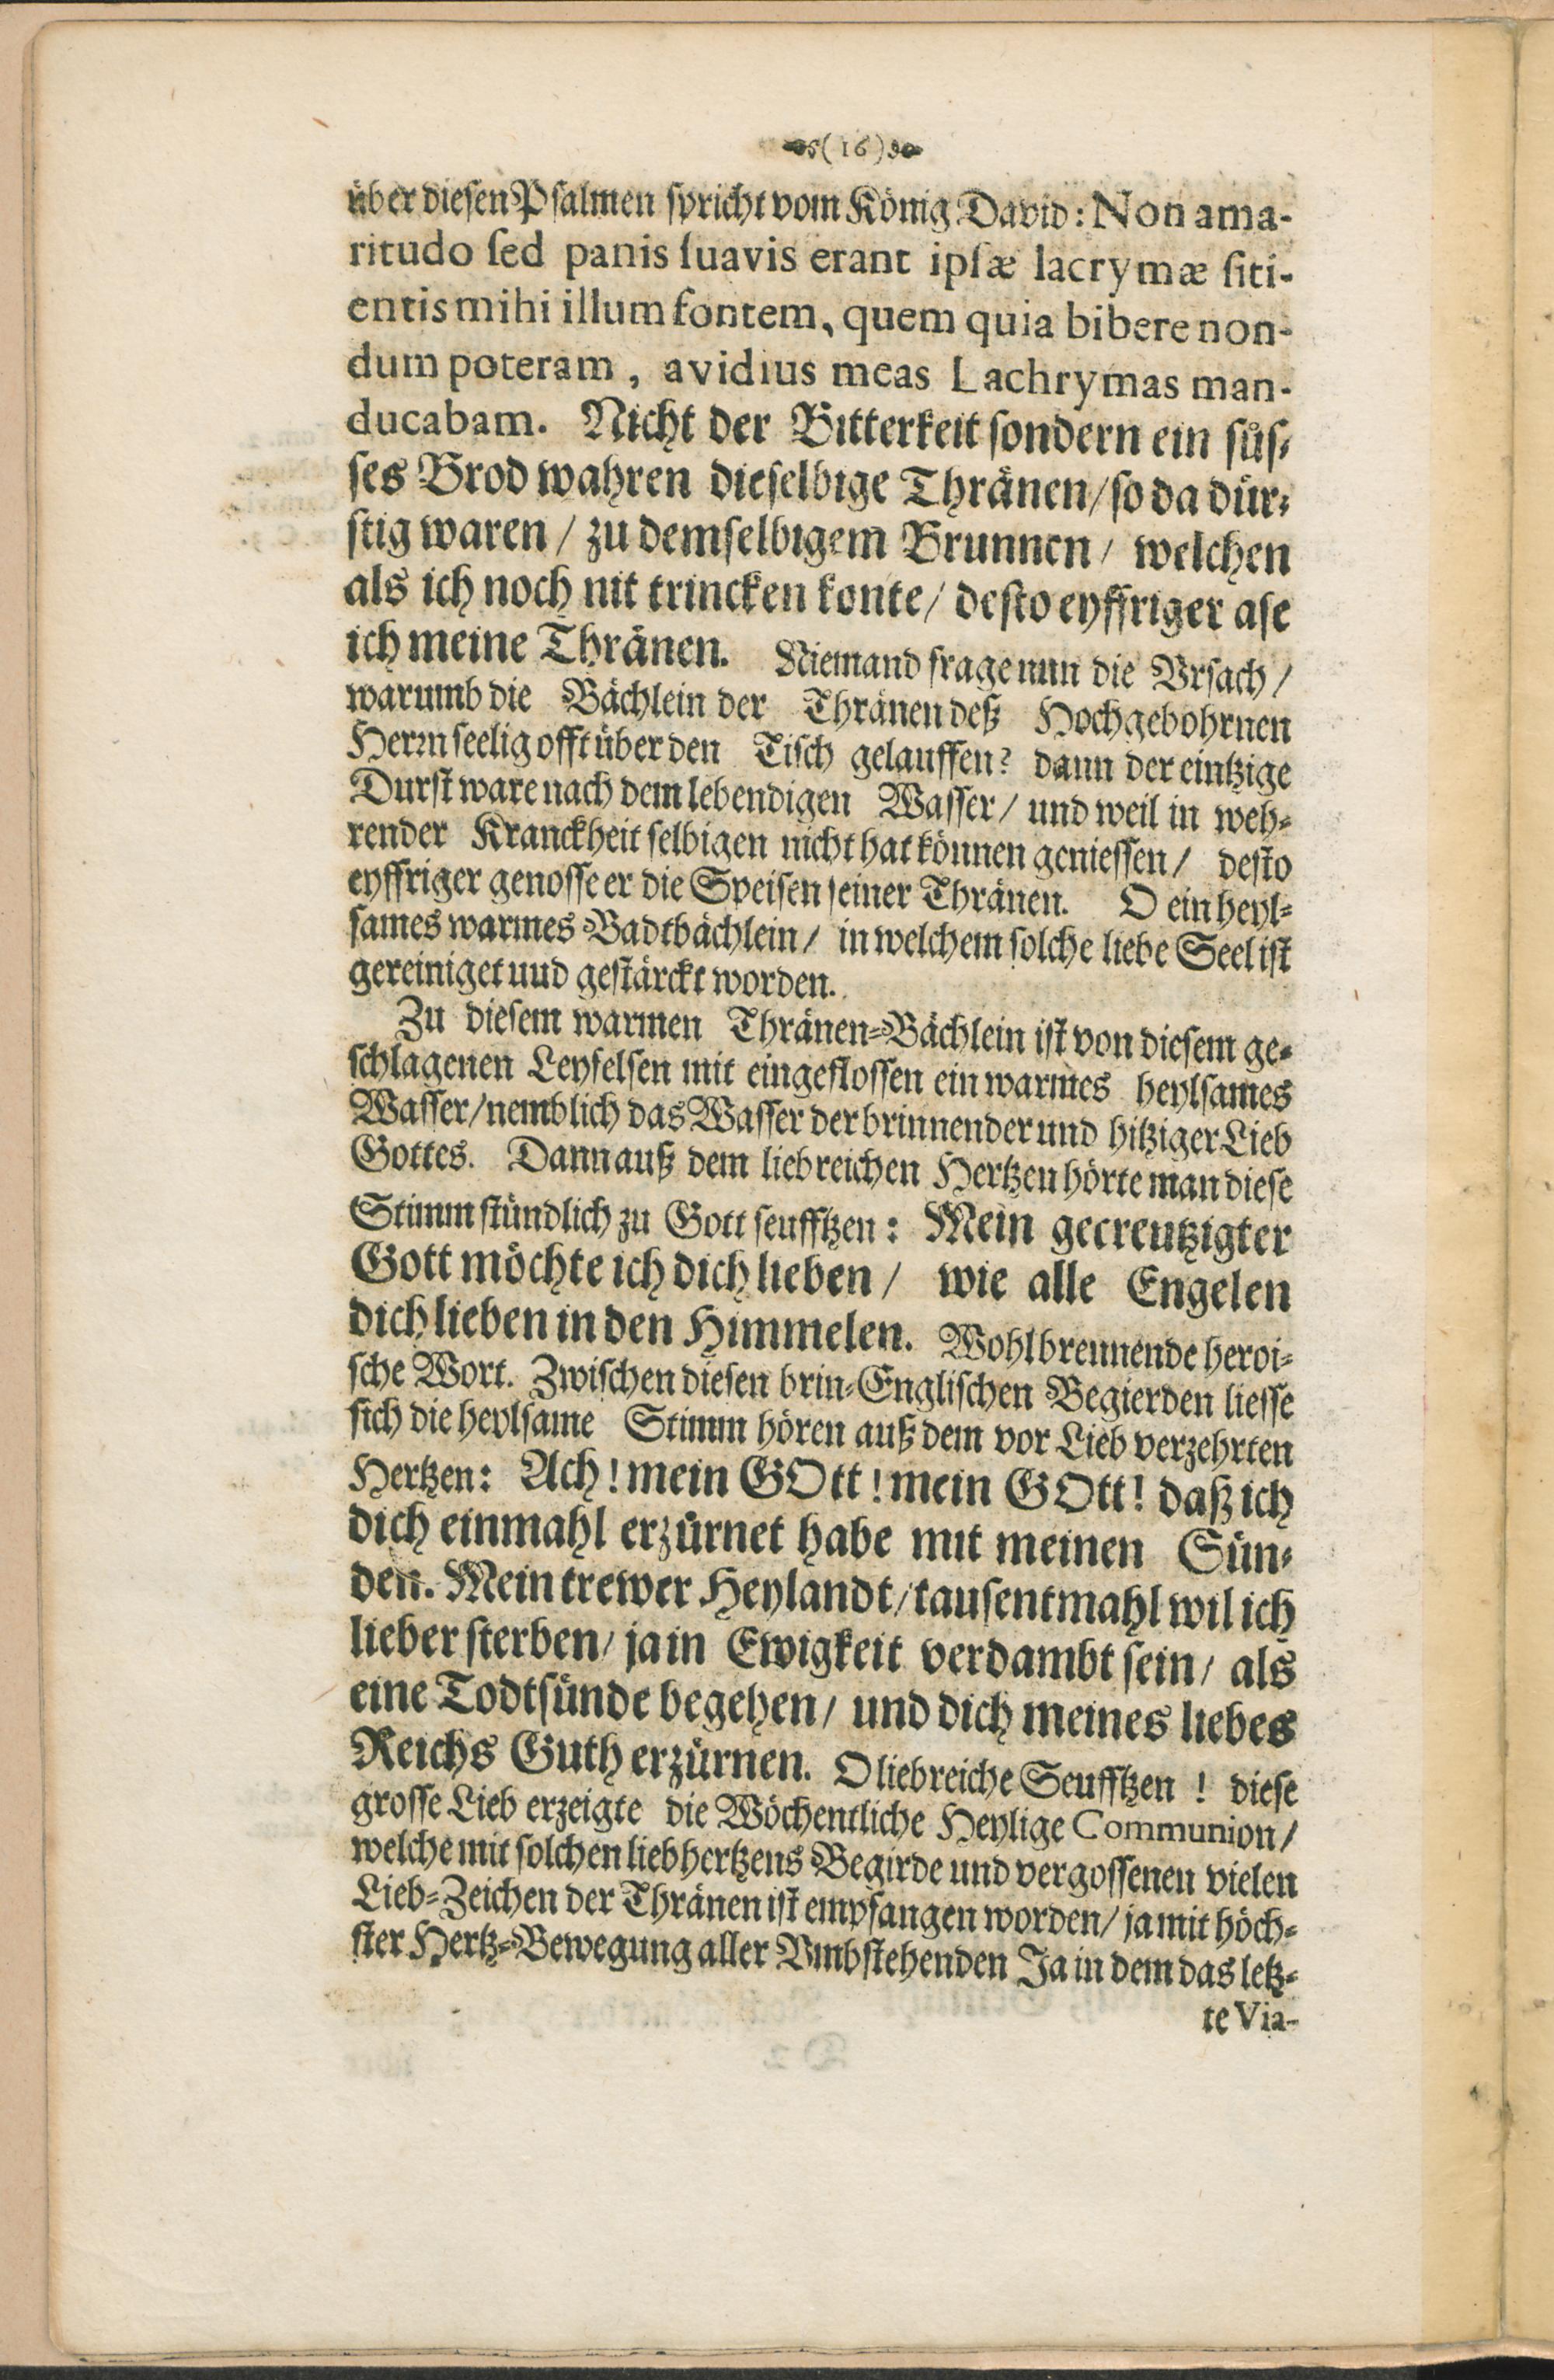 (16)
über diesen Psalmen spricht vom König David: Non ama-
ritudo sed panis suavis erant ipsæ lacrymæ siti-
entis mihi illum fontem, quem quia bibere non-
dum poteram, avidius meas Lachrymas man-
ducabam. Nicht der Bitterkeit sondern ein süs-
ses Brod wahren dieselbige Thränen/ so da dür-
stig waren/ zu demselbigem Brunnen/ welchen
als ich noch nit trincken konte/ desto eyffriger ase
ich meine Thränen. Niemand frage nun die Vrsach/
warumb die Bächlein der Thränen deß Hochgebohrnen
Herrn seelig offt über den Tisch gelauffen? dann der eintzige
Durst ware nach dem lebendigen Wasser/ und weil in weh-
render Kranckheit selbigen nicht hat können geniessen/ desto
eyffriger genosse er die Speisen seiner Thränen. O ein heyl-
sames warmes Badtbächlein/ in welchem solche liebe Seel ist
gereiniget uud gestärckt worden.
Zu diesem warmen Thränen-Bächlein ist von diesem ge-
schlagenen Leyfelsen mit eingeflossen ein warmes heylsames
Wasser/ nemblich das Wasser der brinnender und hitziger Lieb
Gottes. Dann auß dem liebreichen Hertzen hörte man diese
Stimm stündlich zu Gott seufftzen: Mein gecreutzigter
Gott möchte ich dich lieben/ wie alle Engelen
dich lieben in den Himmelen. Wohl brennende heroi-
sche Wort. Zwischen diesen brin-Englischen Begierden liesse
sich die heylsame Stimm hören auß dem vor Lieb verzehrten
Hertzen: Ach! mein GOtt! mein GOtt! daß ich
dich einmahl erzürnet habe mit meinen Sün-
den. Mein trewer Heylandt/ tausentmahl wil ich
lieber sterben/ ja in Ewigkeit verdambt sein/ als
eine Todtsünde begehen/ und dich meines liebes
Reichs Guth erzürnen. O liebreiche Seufftzen! diese
grosse Lieb erzeigte die Wöchentliche Heylige Communion/
welche mit solchen liebhertzens Begirde und vergossenen vielen
Lieb-Zeichen der Thränen ist empfangen worden/ ja mit höch-
ster Hertz-Bewegung aller Vmbstehenden Ja in dem das letz-
te Via-